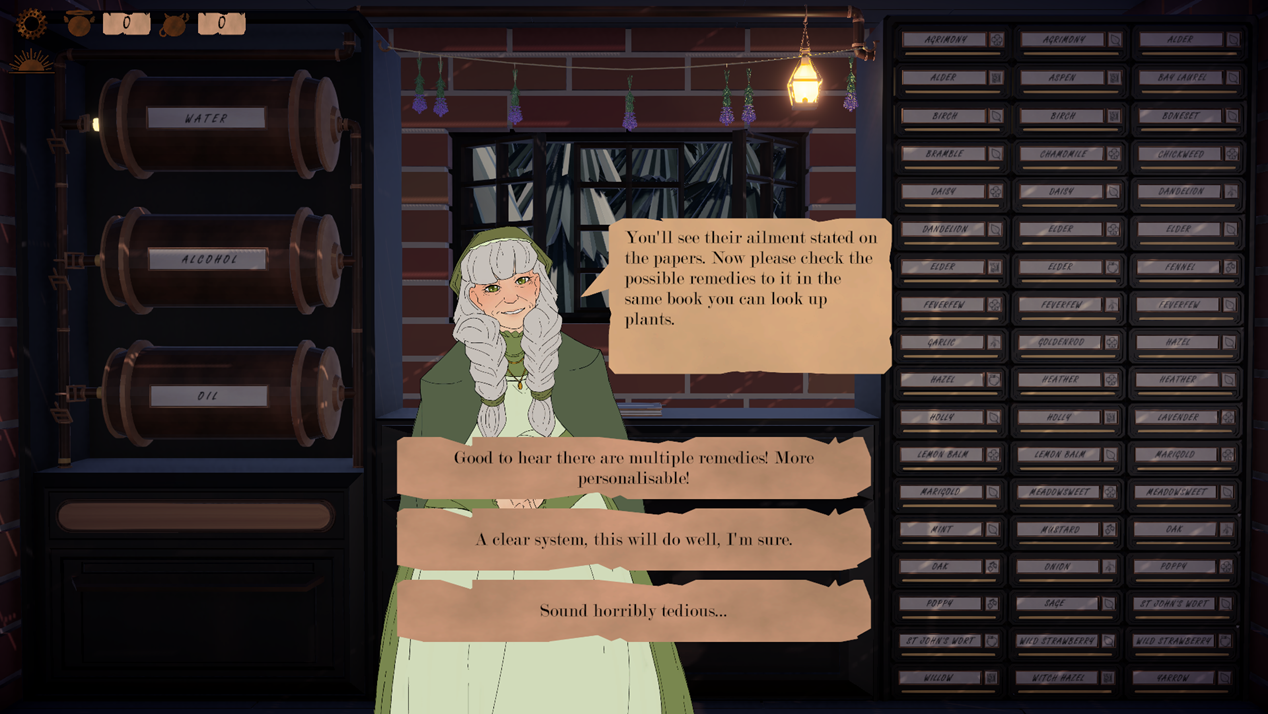 0
0
WATER
ALCOHOL
OIL
You'll see their ailment stated on
the papers. Now please check the
possible remedies to it in the
same book you can look up
plants.
Good to hear there are multiple remedies! More
personalisable!
A clear system, this will do well, I'm sure.
Sound horribly tedious...
AGRIMONY
AGRIMONY
ALDER
ALDER
ASPEN
BAY LAUREL
BIRCH
BIRCH
BONESET
BRAMBLE
CHAMOMILE
CHICKWEED
DAISY
DAISY
DANDELION
DANDELION
ELDER
ELDER
ELDER
ELDER
FENNEL
FEVERFEW
FEVERFEW
FEVERFEW
GARLIC
GOLDENROD
HAZEL
HAZEL
HEATHER
HEATHER
HOLLY
HOLLY
LAVENDER
LEMON BALM
LEMON BALM
MARIGOLD
MARIGOLD
MEADOWSWEET
MEADOWSWEET
MINT
MUSTARD
OAK
OAK
ONION
POPPY
POPPY
SAGE
ST JOHN'S WORT
ST JOHN'S WORT
WILD STRAWBERRY
WILD STRAWBERRY
WILLOW
WITCH HAZEL
YARROW